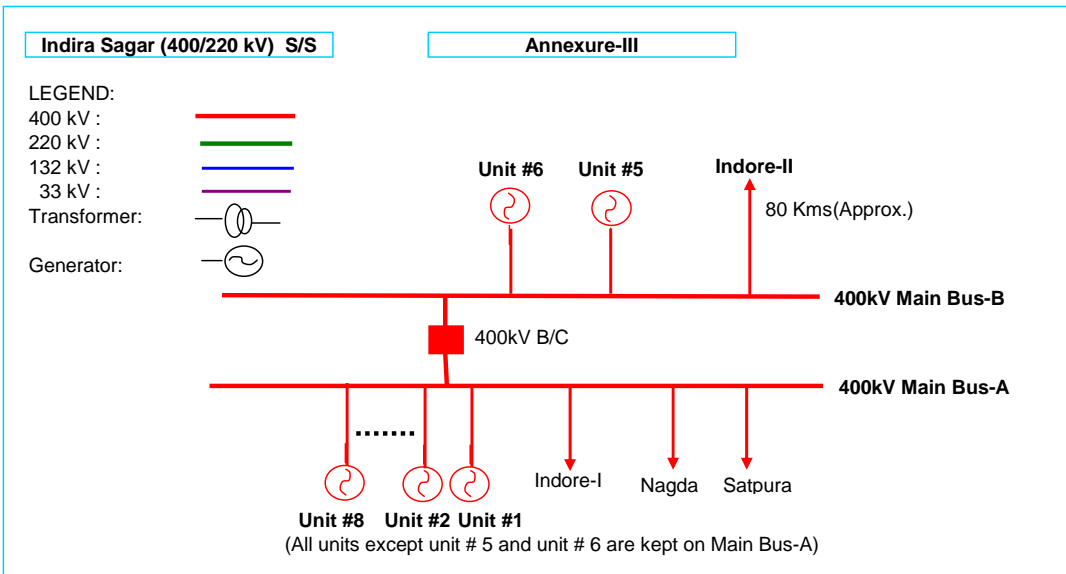 Indira Sagar (400/220 kV) S/S
Annexure-III
LEGEND:
400 kV :
220 kV :
132 kV :
33 kV :
Transformer:
Generator:
Unit #6
Unit #5
Indore-II
80 Kms(Approx.)
400kV Main Bus-B
400kV B/C
400kV Main Bus-A
Indore-I
Nagda
Satpura
Unit #8
Unit #2
Unit #1
(All units except unit # 5 and unit # 6 are kept on Main Bus-A)